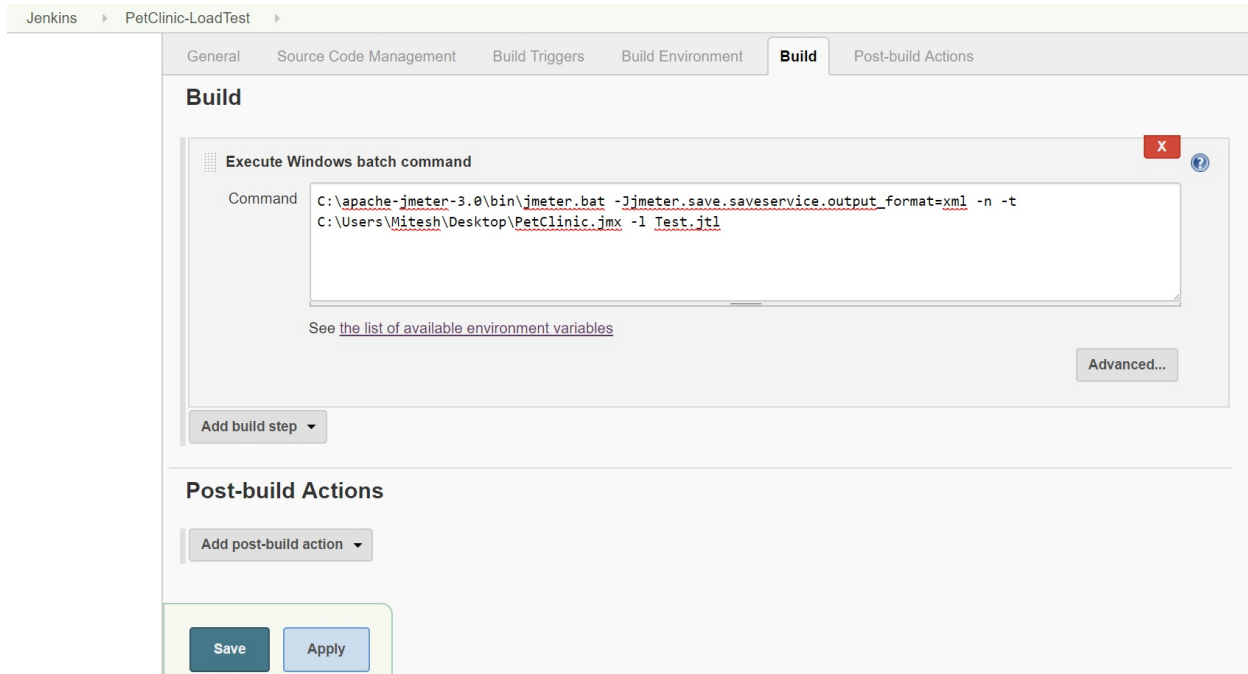 Jenkins PetClinic-LoadTest
General Source Code Management Build Triggers Build Environment Build Post-build Actions
Build
X
Execute Windows batch command
?
Command
C:\apache-jmeter-3.0\bin\jmeter.bat -Jjmeter.save.saveservice.output_format=xml -n -t
C:\Users\Mitesh\Desktop\PetClinic.jmx -l Test.jtl
See the list of available environment variables
Advanced...
Add build step
Post-build Actions
Add post-build action
Save Apply